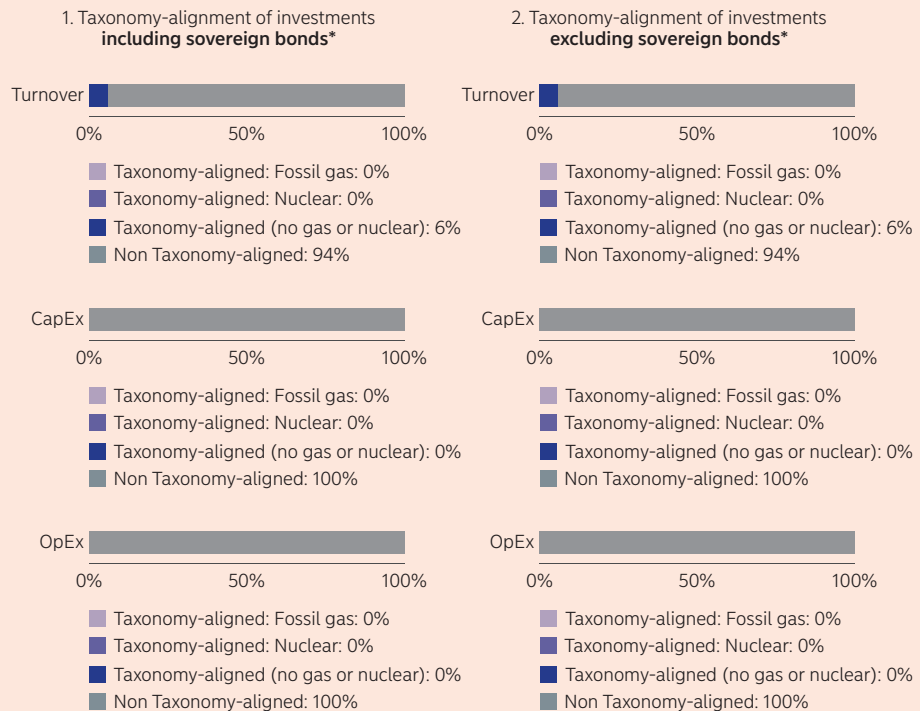 1. Taxonomy-alignment of investments
including sovereign bonds*
Turnover
0% 50% 100%
Taxonomy-aligned: Fossil gas: 0%
Taxonomy-aligned: Nuclear: 0%
Taxonomy-aligned (no gas or nuclear): 6%
Non Taxonomy-aligned: 94%
CapEx
0% 50% 100%
Taxonomy-aligned: Fossil gas: 0%
Taxonomy-aligned: Nuclear: 0%
Taxonomy-aligned (no gas or nuclear): 0%
Non Taxonomy-aligned: 100%
OpEx
0% 50% 100%
Taxonomy-aligned: Fossil gas: 0%
Taxonomy-aligned: Nuclear: 0%
Taxonomy-aligned (no gas or nuclear): 0%
Non Taxonomy-aligned: 100%
2. Taxonomy-alignment of investments
excluding sovereign bonds*
Turnover
0% 50% 100%
Taxonomy-aligned: Fossil gas: 0%
Taxonomy-aligned: Nuclear: 0%
Taxonomy-aligned (no gas or nuclear): 6%
Non Taxonomy-aligned: 94%
CapEx
0% 50% 100%
Taxonomy-aligned: Fossil gas: 0%
Taxonomy-aligned: Nuclear: 0%
Taxonomy-aligned (no gas or nuclear): 0%
Non Taxonomy-aligned: 100%
OpEx
0% 50% 100%
Taxonomy-aligned: Fossil gas: 0%
Taxonomy-aligned: Nuclear: 0%
Taxonomy-aligned (no gas or nuclear): 0%
Non Taxonomy-aligned: 100%